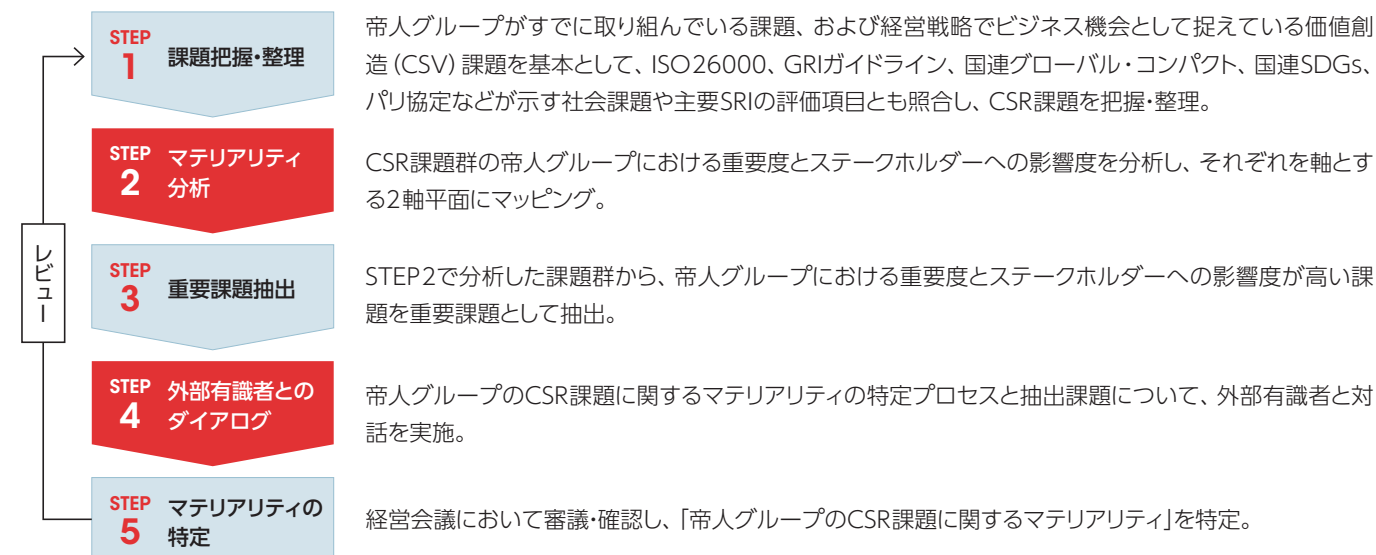 STEP
1
課題把握・整理
帝人グループがすでに取り組んでいる課題、および経営戦略でビジネス機会として捉えている価値創
造（CSV）課題を基本として、ISO26000、GRIガイドライン、国連グローバル・コンパクト、国連SDGs、
パリ協定などが示す社会課題や主要SRIの評価項目とも照合し、CSR課題を把握・整理。
STEP
2
マテリアリティ
分析
CSR課題群の帝人グループにおける重要度とステークホルダーへの影響度を分析し、それぞれを軸とす
る2軸平面にマッピング。
レビュー
STEP
3
重要課題抽出
STEP2で分析した課題群から、帝人グループにおける重要度とステークホルダーへの影響度が高い課
題を重要課題として抽出。
STEP
4
外部有識者との
ダイアログ
帝人グループのCSR課題に関するマテリアリティの特定プロセスと抽出課題について、外部有識者と対
話を実施。
STEP
5
マテリアリティの
特定
経営会議において審議・確認し、「帝人グループのCSR課題に関するマテリアリティ」を特定。